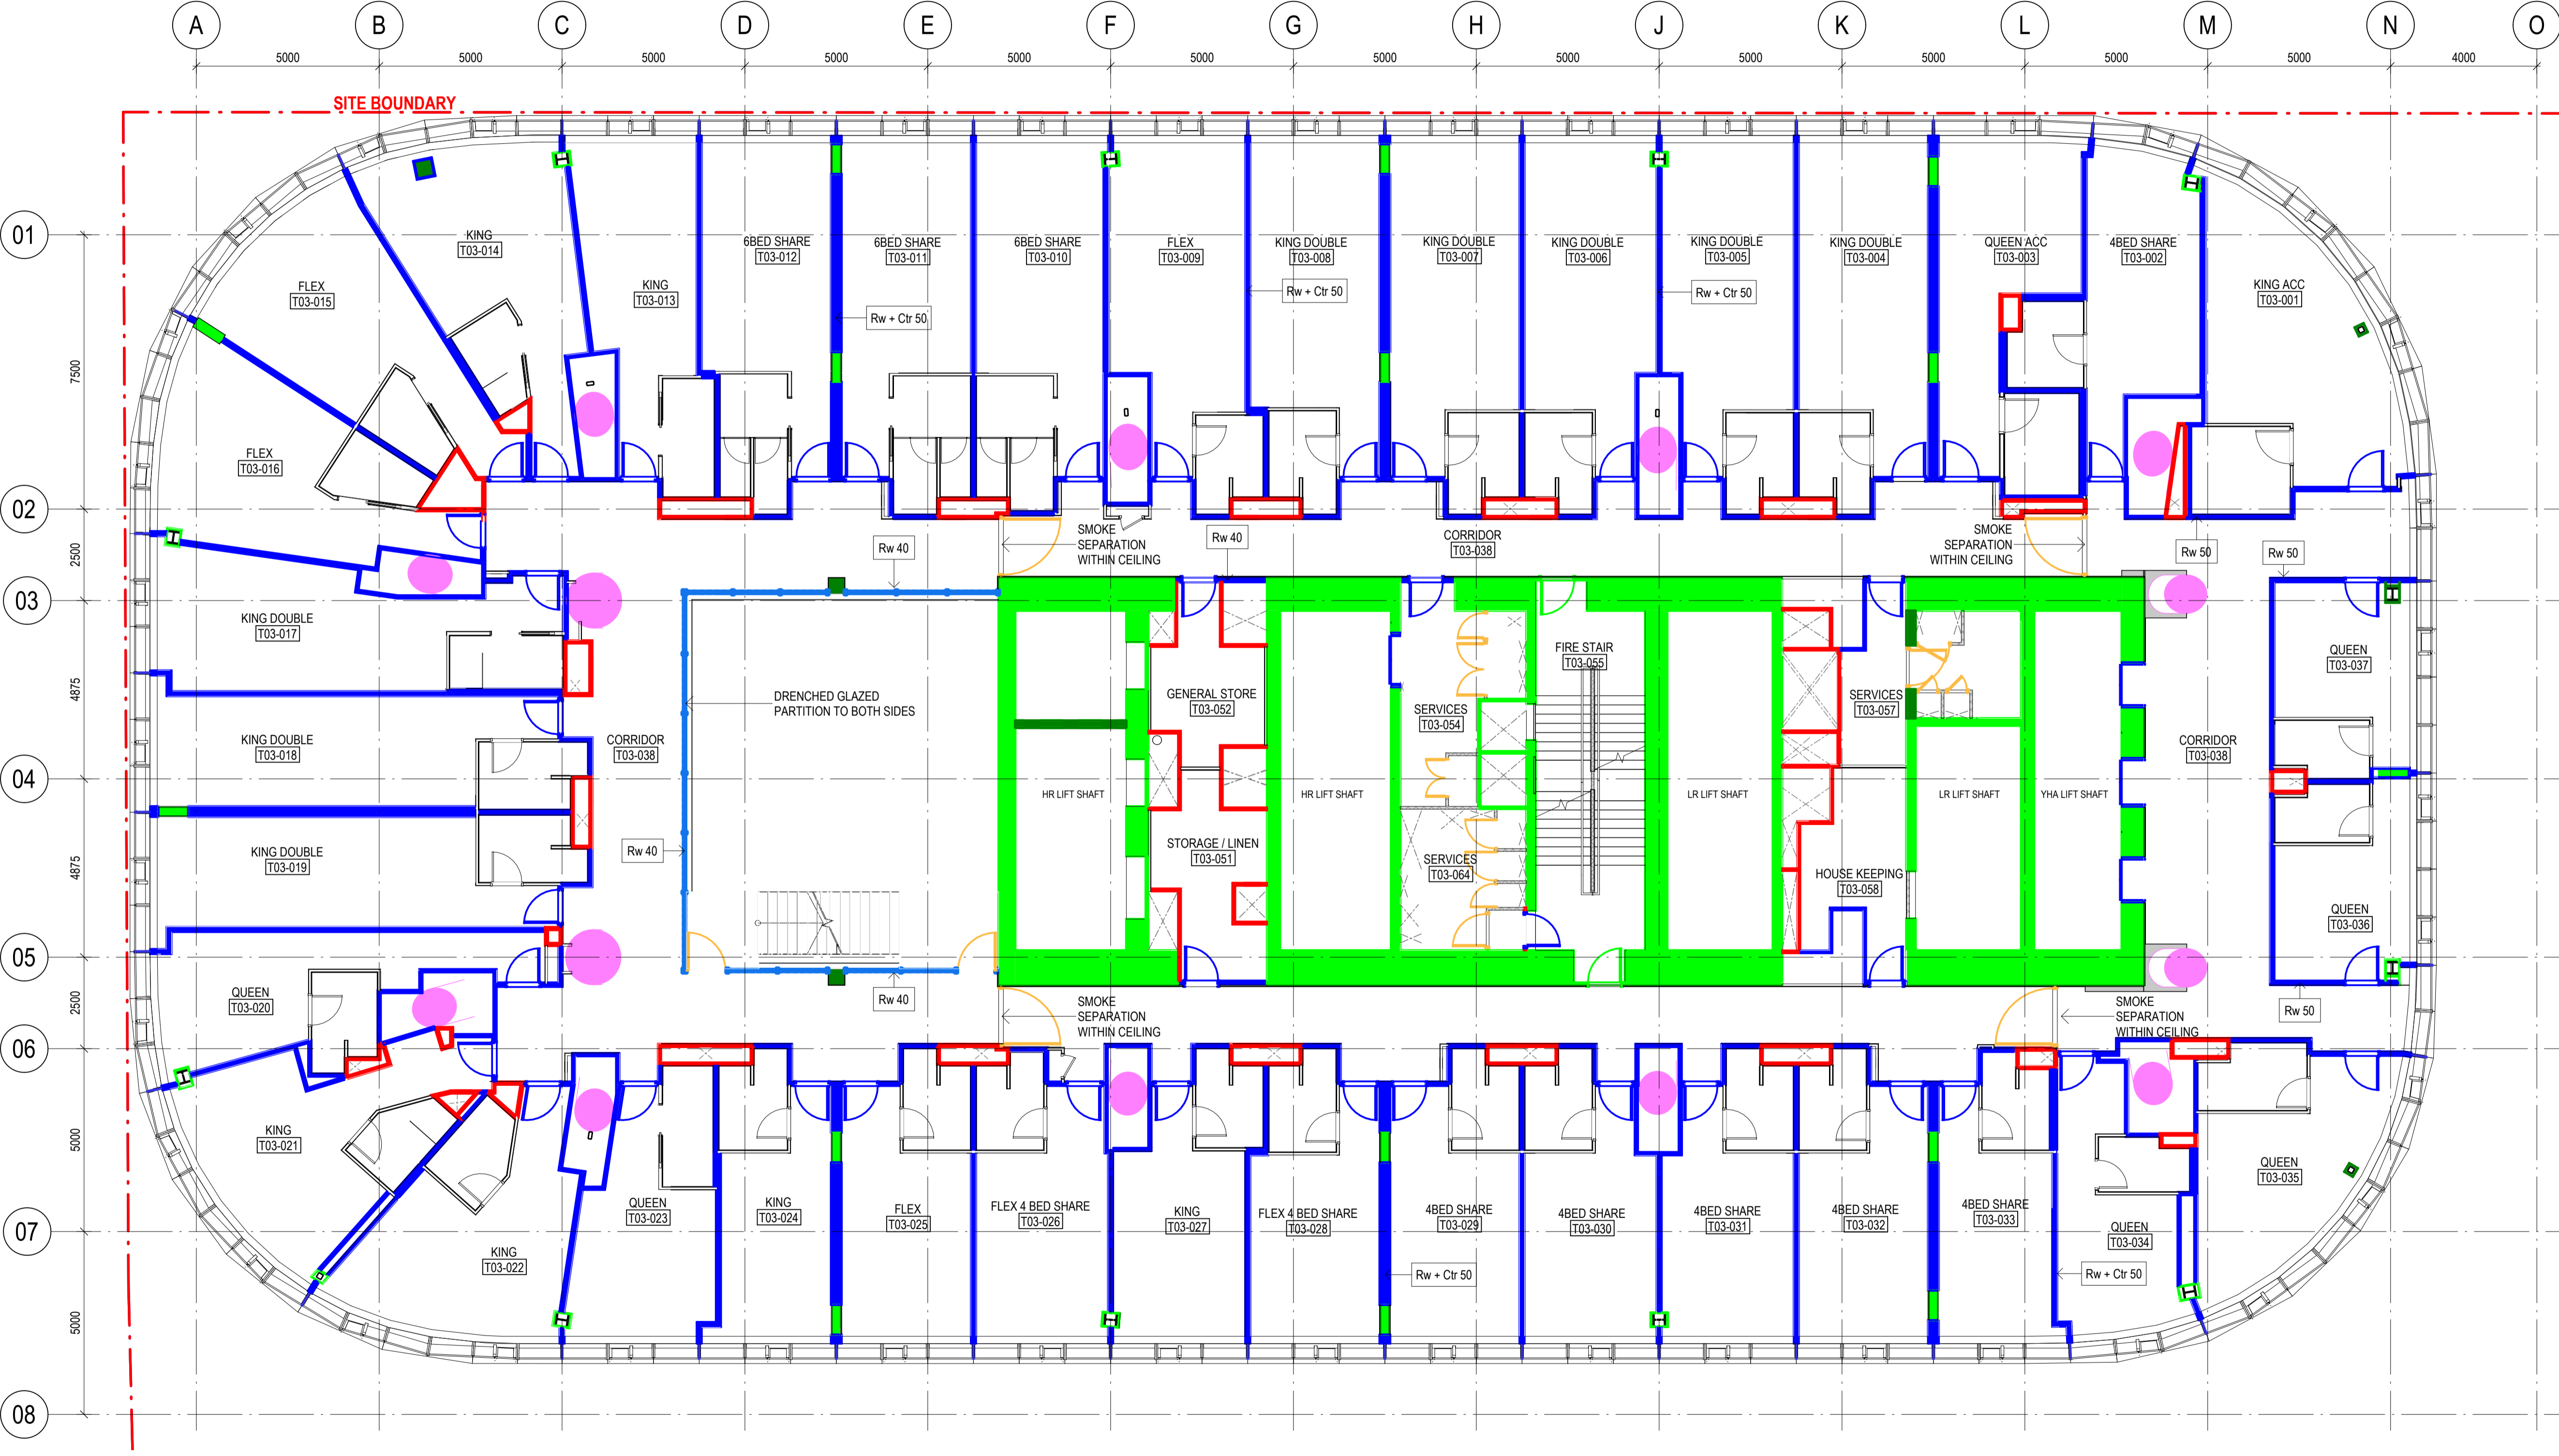 A
B
C
D
E
F
G
H
J
K
L
M
N
O
5000
5000
5000
5000
5000
5000
5000
5000
5000
5000
5000
5000
4000
SITE BOUNDARY
01
02
03
04
05
06
07
08
7500
2500
4875
4875
2500
5000
5000
KING
T03-014
FLEX
T03-015
KING
T03-013
6BED SHARE
T03-012
6BED SHARE
T03-011
6BED SHARE
T03-010
FLEX
T03-009
KING DOUBLE
T03-008
KING DOUBLE
T03-007
KING DOUBLE
T03-006
KING DOUBLE
T03-005
KING DOUBLE
T03-004
QUEEN ACC
T03-003
4BED SHARE
T03-002
KING ACC
T03-001
Rw + Ctr 50
Rw + Ctr 50
Rw + Ctr 50
FLEX
T03-016
Rw 40
SMOKE
SEPARATION
WITHIN CEILING
Rw 40
CORRIDOR
T03-038
SMOKE
SEPARATION
WITHIN CEILING
Rw 50
Rw 50
KING DOUBLE
T03-017
KING DOUBLE
T03-018
CORRIDOR
T03-038
DRENCHED GLAZED
PARTITION TO BOTH SIDES
GENERAL STORE
T03-052
SERVICES
T03-054
FIRE STAIR
T03-055
SERVICES
T03-057
QUEEN
T03-037
CORRIDOR
T03-038
HR LIFT SHAFT
HR LIFT SHAFT
LR LIFT SHAFT
LR LIFT SHAFT
YHA LIFT SHAFT
KING DOUBLE
T03-019
Rw 40
STORAGE / LINEN
T03-051
SERVICES
T03-064
HOUSE KEEPING
T03-058
QUEEN
T03-036
QUEEN
T03-020
Rw 40
SMOKE
SEPARATION
WITHIN CEILING
SMOKE
SEPARATION
WITHIN CEILING
Rw 50
KING
T03-021
KING
T03-022
QUEEN
T03-023
KING
T03-024
FLEX
T03-025
FLEX 4 BED SHARE
T03-026
KING
T03-027
FLEX 4 BED SHARE
T03-028
4BED SHARE
T03-029
4BED SHARE
T03-030
4BED SHARE
T03-031
4BED SHARE
T03-032
4BED SHARE
T03-033
QUEEN
T03-034
QUEEN
T03-035
Rw + Ctr 50
Rw + Ctr 50